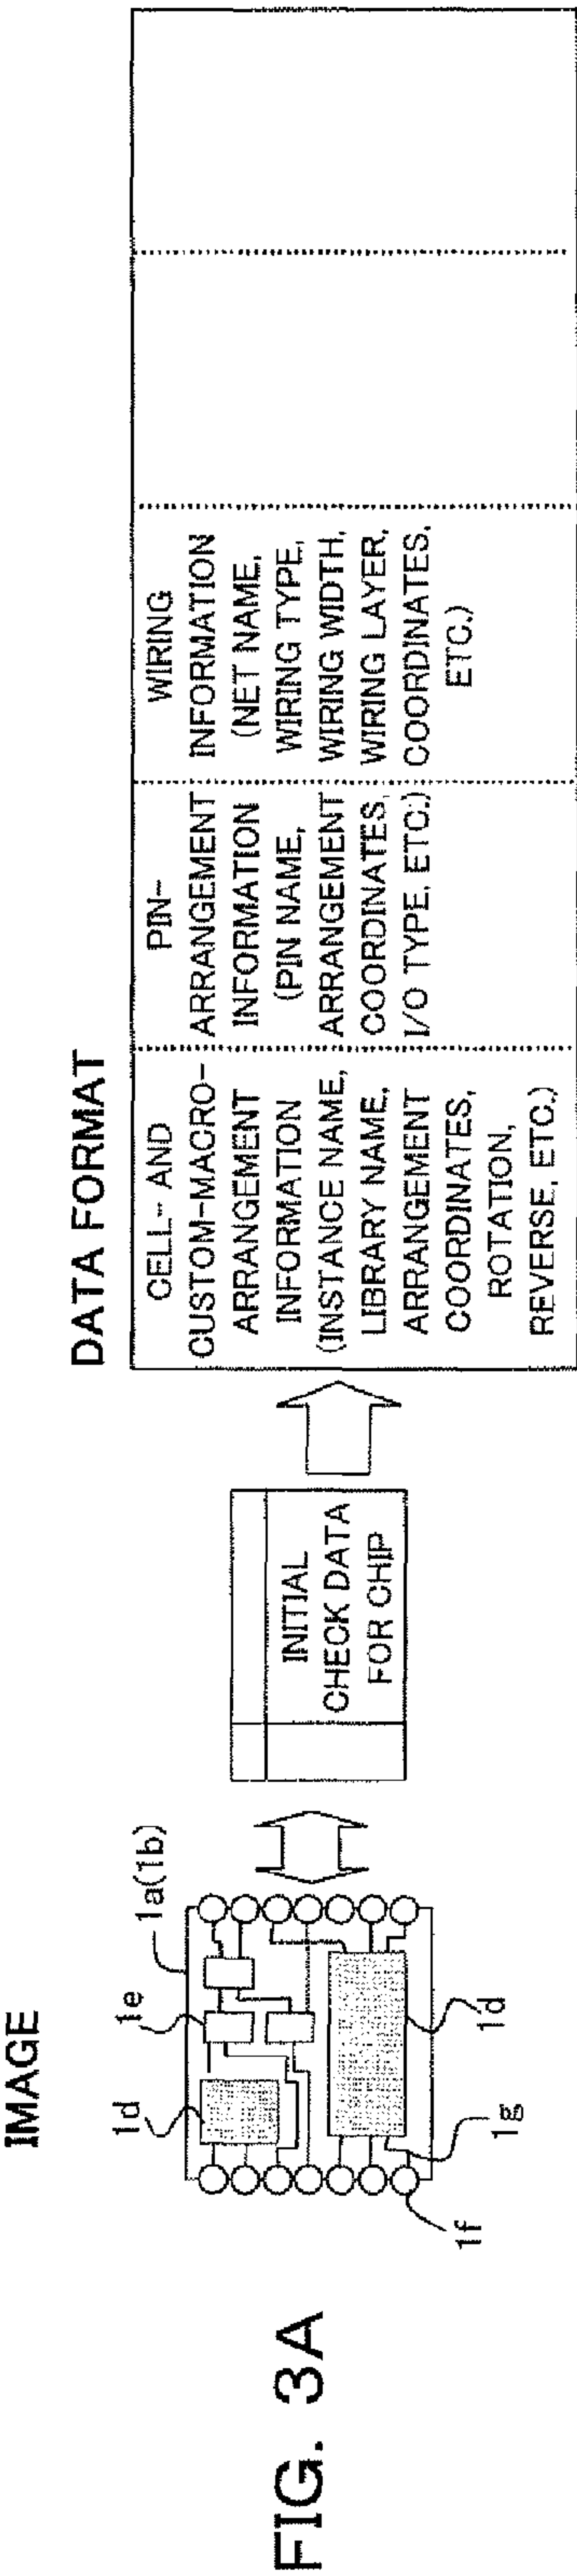 FIG. 3A
IMAGE
1d
1e
1a(1b)
1f
1g
1d
INITIAL
CHECK DATA
FOR CHIP
DATA FORMAT
CELL- AND
CUSTOM-MACRO-
ARRANGEMENT
INFORMATION
(INSTANCE NAME,
LIBRARY NAME,
ARRANGEMENT
COORDINATES,
ROTATION,
REVERSE, ETC.)
PIN-
ARRANGEMENT
INFORMATION
(PIN NAME,
ARRANGEMENT
COORDINATES,
I/O TYPE, ETC.)
WIRING
INFORMATION
(NET NAME,
WIRING TYPE,
WIRING WIDTH,
WIRING LAYER,
COORDINATES,
ETC.)